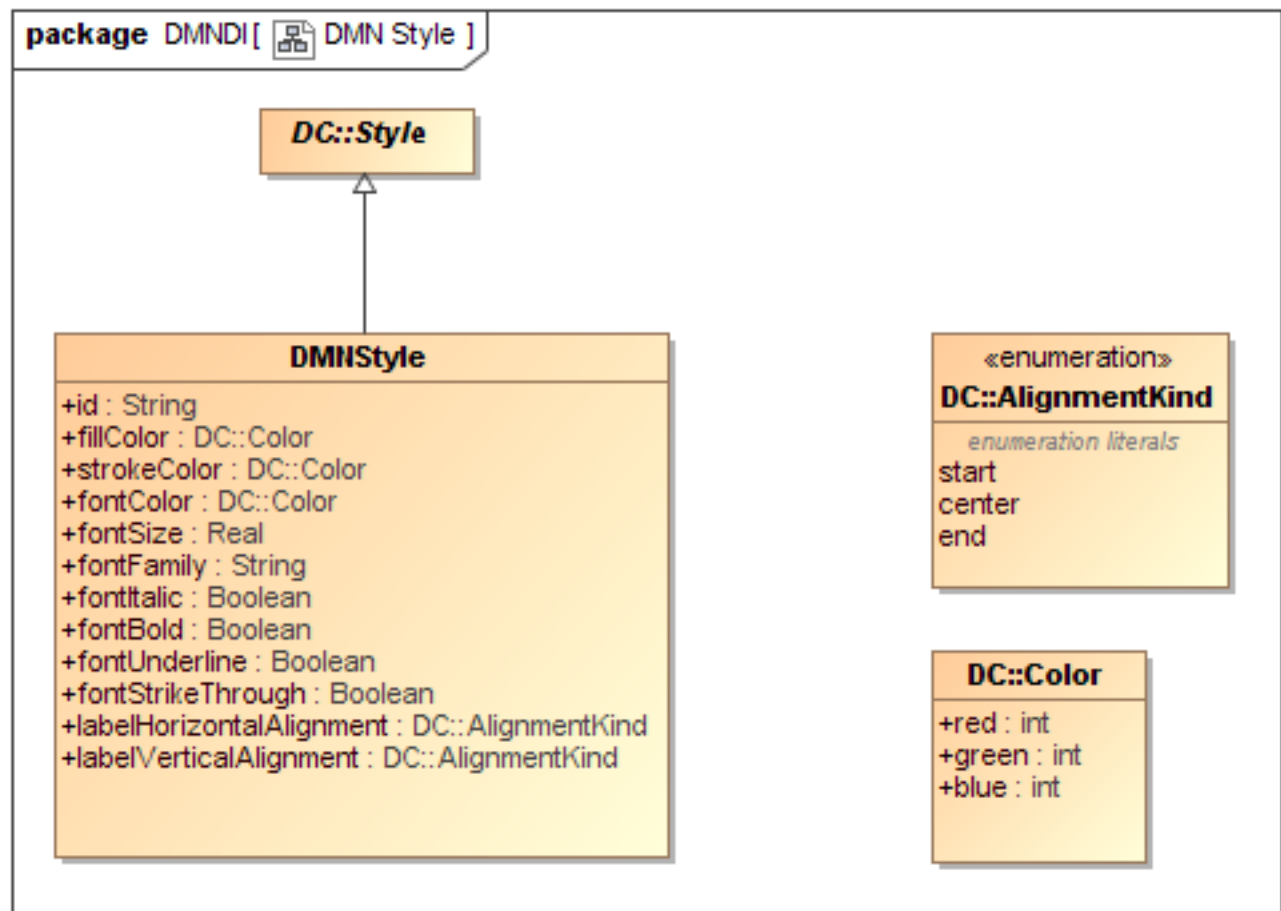 package DMNDI[ DMN Style ]
DC::Style
DMNStyle
+id : String
+fillColor : DC::Color
+strokeColor : DC::Color
+fontColor : DC::Color
+fontSize : Real
+fontFamily : String
+fontItalic : Boolean
+fontBold : Boolean
+fontUnderline : Boolean
+fontStrikeThrough : Boolean
+labelHorizontalAlignment : DC::AlignmentKind
+labelVerticalAlignment : DC::AlignmentKind
«enumeration»
DC::AlignmentKind
enumeration literals
start
center
end
DC::Color
+red : int
+green : int
+blue : int